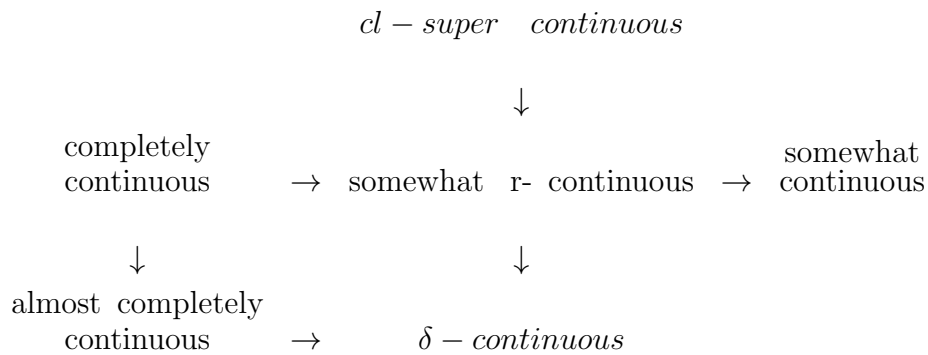 cl − super continuous
↓
completely
continuous → somewhat r- continuous → somewhat
continuous
↓ ↓
almost completely
continuous → δ − continuous